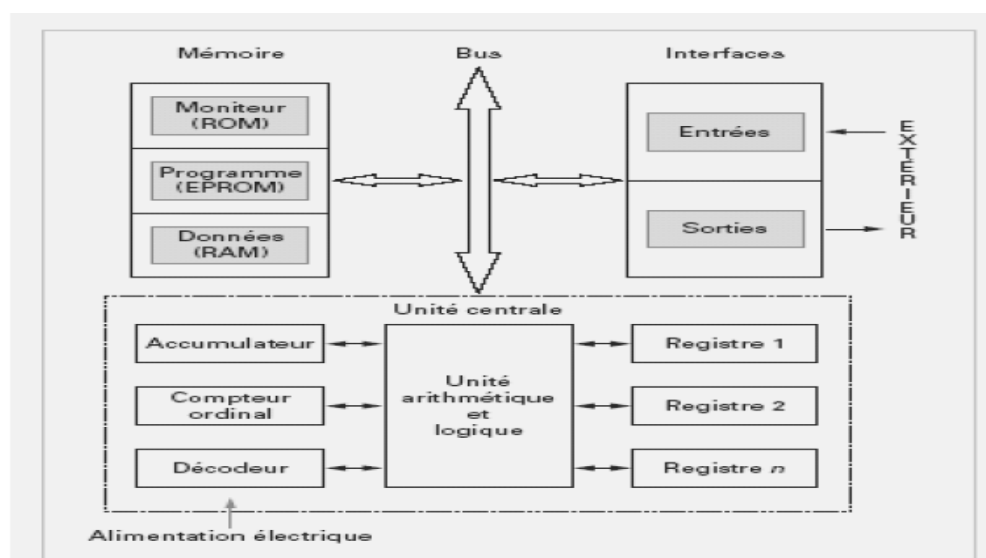 Mémoire
Bus
Interfaces
Moniteur
(ROM)
Programme
(EPROM)
Données
(RAM)
Entrées
Sorties
EXTÉRIEUR
Unité centrale
Accumulateur
Compteur
ordinal
Décodeur
Unité
arithmétique
et
logique
Registre 1
Registre 2
Registre n
Alimentation électrique